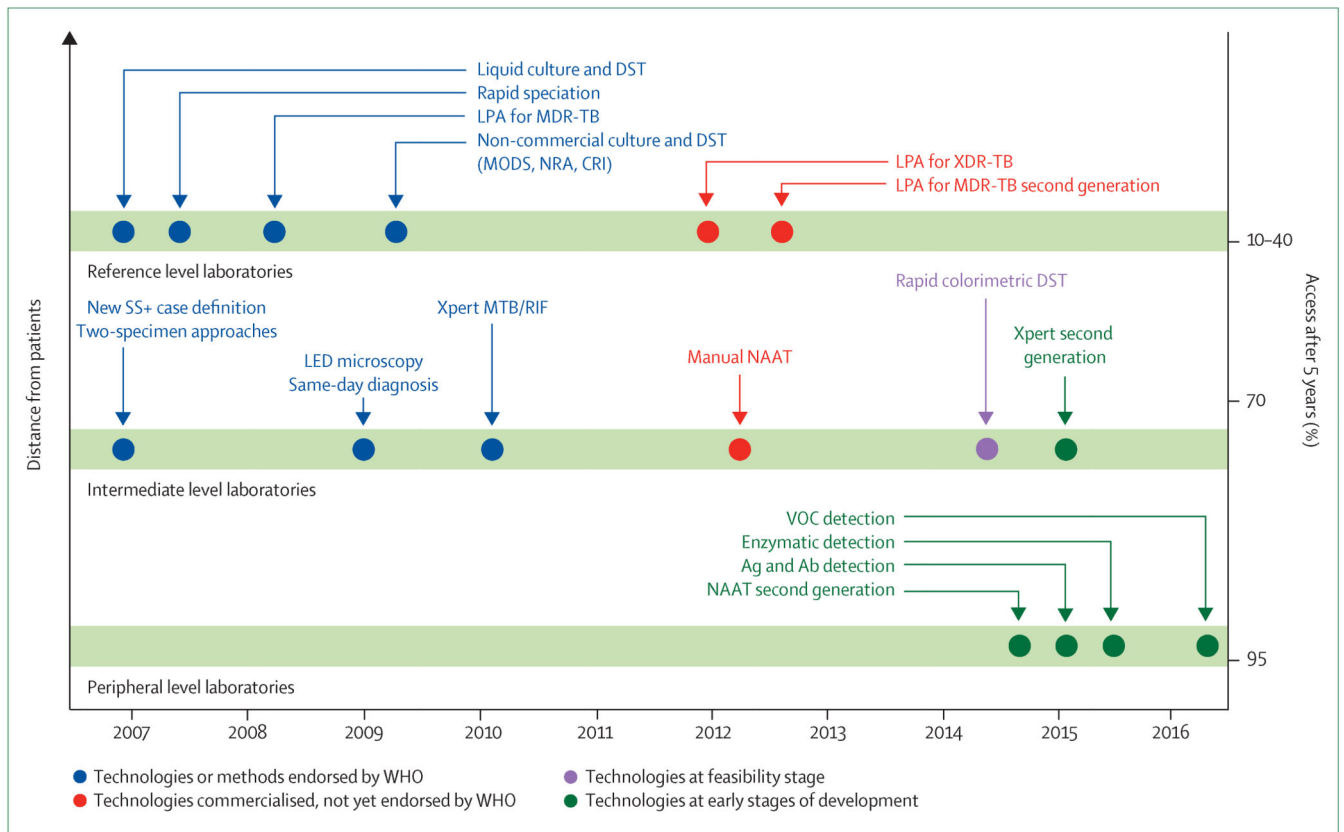 Liquid culture and DST
Rapid speciation
LPA for MDR-TB
Non-commercial culture and DST
(MODS, NRA, CRI)
LPA for XDR-TB
LPA for MDR-TB second generation
10–40
Reference level laboratories
New SS+ case definition
Two-specimen approaches
LED microscopy
Same-day diagnosis
Xpert MTB/RIF
Manual NAAT
Rapid colorimetric DST
Xpert second
generation
70
Intermediate level laboratories
VOC detection
Enzymatic detection
Ag and Ab detection
NAAT second generation
95
Peripheral level laboratories
Distance from patients
Access after 5 years (%)
2007 2008 2009 2010 2011 2012 2013 2014 2015 2016
Technologies or methods endorsed by WHO
Technologies commercialised, not yet endorsed by WHO
Technologies at feasibility stage
Technologies at early stages of development